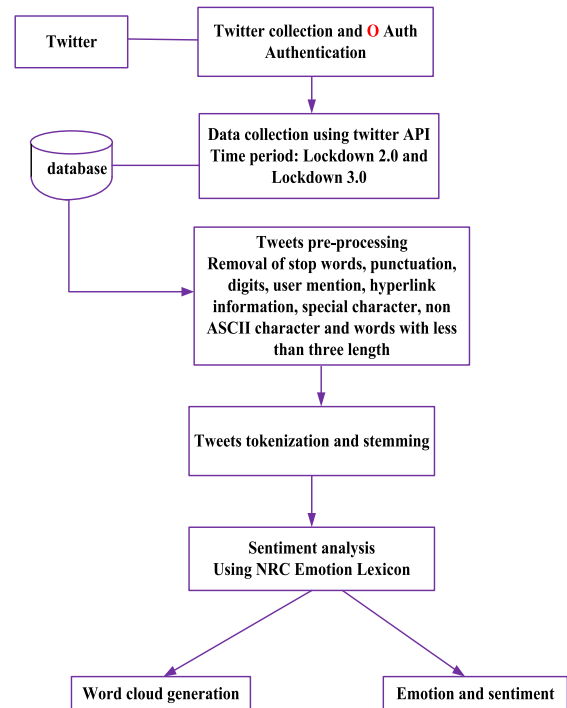 Twitter
Twitter collection and O Auth
Authentication
Data collection using twitter API
Time period: Lockdown 2.0 and
Lockdown 3.0
database
Tweets pre-processing
Removal of stop words, punctuation,
digits, user mention, hyperlink
information, special character, non
ASCII character and words with less
than three length
Tweets tokenization and stemming
Sentiment analysis
Using NRC Emotion Lexicon
Word cloud generation
Emotion and sentiment